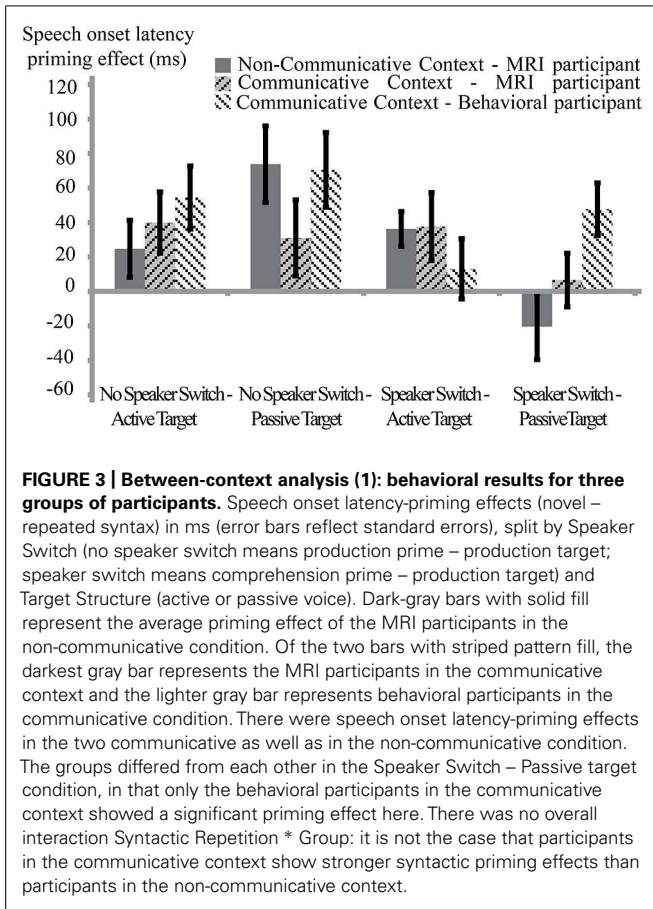 Speech onset latency
priming effect (ms)
Non-Communicative Context - MRI participant
Communicative Context - MRI participant
Communicative Context - Behavioral participant
120
100
80
60
40
20
0
-20
-40
-60
No Speaker Switch - Active Target
No Speaker Switch - Passive Target
Speaker Switch - Active Target
Speaker Switch - Passive Target
FIGURE 3 | Between-context analysis (1): behavioral results for three
groups of participants. Speech onset latency-priming effects (novel –
repeated syntax) in ms (error bars reflect standard errors), split by Speaker
Switch (no speaker switch means production prime – production target;
speaker switch means comprehension prime – production target) and
Target Structure (active or passive voice). Dark-gray bars with solid fill
represent the average priming effect of the MRI participants in the
non-communicative condition. Of the two bars with striped pattern fill, the
darkest gray bar represents the MRI participants in the communicative
context and the lighter gray bar represents behavioral participants in the
communicative condition. There were speech onset latency-priming effects
in the two communicative as well as in the non-communicative condition.
The groups differed from each other in the Speaker Switch – Passive target
condition, in that only the behavioral participants in the communicative
context showed a significant priming effect here. There was no overall
interaction Syntactic Repetition * Group: it is not the case that participants
in the communicative context show stronger syntactic priming effects than
participants in the non-communicative context.